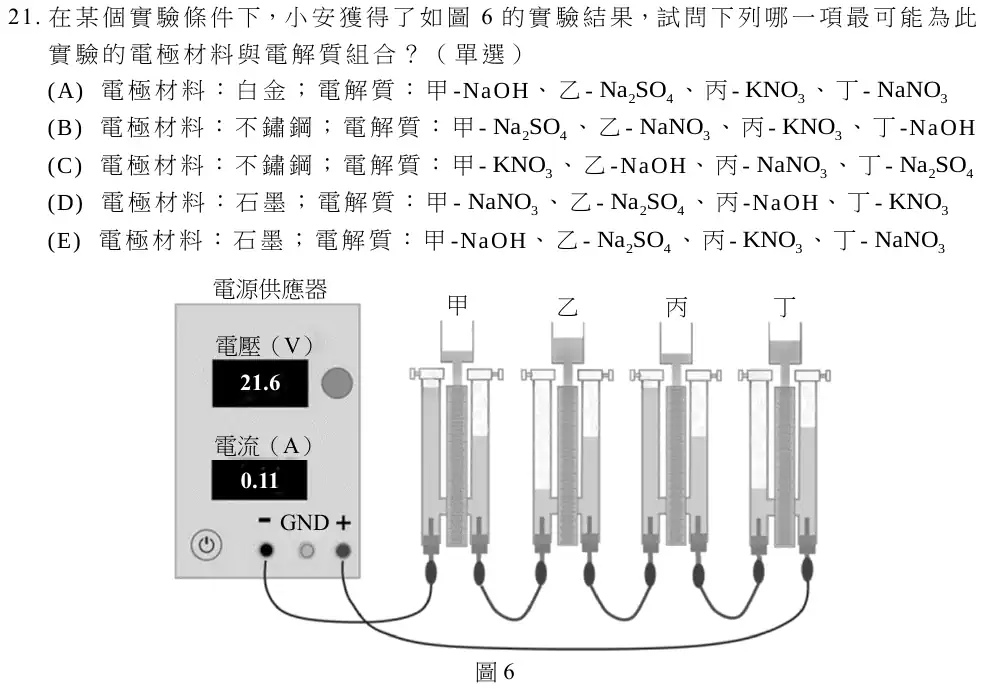 21. 在某個實驗條件下，小安獲得了如圖 6 的實驗結果，試問下列哪一項最可能為此
實驗的電極材料與電解質組合？（單選）
(A) 電極材料：白金；電解質：甲-NaOH、乙-Na₂SO₄、丙-KNO₃、丁-NaNO₃
(B) 電極材料：不鏽鋼；電解質：甲-Na₂SO₄、乙-NaNO₃、丙-KNO₃、丁-NaOH
(C) 電極材料：不鏽鋼；電解質：甲-KNO₃、乙-NaOH、丙-NaNO₃、丁-Na₂SO₄
(D) 電極材料：石墨；電解質：甲-NaNO₃、乙-Na₂SO₄、丙-NaOH、丁-KNO₃
(E) 電極材料：石墨；電解質：甲-NaOH、乙-Na₂SO₄、丙-KNO₃、丁-NaNO₃
電源供應器
甲 乙 丙 丁
電壓（V）
21.6
電流（A）
0.11
- GND +
圖 6